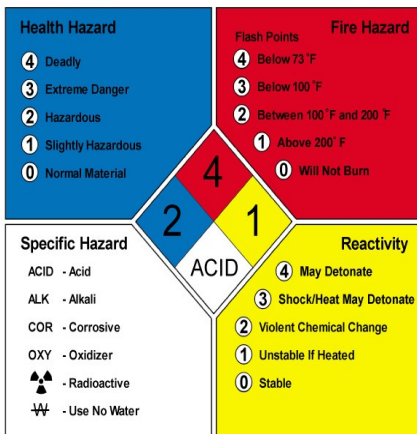 Health Hazard
4 Deadly
3 Extreme Danger
2 Hazardous
1 Slightly Hazardous
0 Normal Material
Fire Hazard
Flash Points
4 Below 73 °F
3 Below 100 °F
2 Between 100 °F and 200 °F
1 Above 200° F
0 Will Not Burn
4
2
1
ACID
Specific Hazard
ACID - Acid
ALK - Alkali
COR - Corrosive
OXY - Oxidizer
- Radioactive
W - Use No Water
Reactivity
4 May Detonate
3 Shock/Heat May Detonate
2 Violent Chemical Change
1 Unstable If Heated
0 Stable